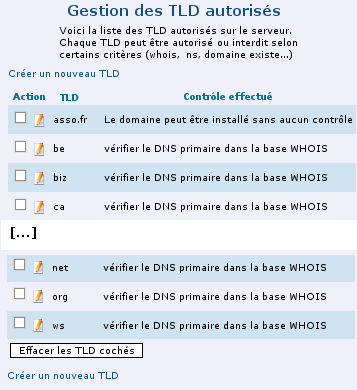 Gestion des TLD autorisés
Voici la liste des TLD autorisés sur le serveur.
Chaque TLD peut être autorisé ou interdit selon
certains critères (whois, ns, domaine existe...)
Créer un nouveau TLD
Action TLD Contrôle effectué
asso.fr Le domaine peut être installé sans aucun contrôle
be vérifier le DNS primaire dans la base WHOIS
biz vérifier le DNS primaire dans la base WHOIS
ca vérifier le DNS primaire dans la base WHOIS
[...]
net vérifier le DNS primaire dans la base WHOIS
org vérifier le DNS primaire dans la base WHOIS
ws vérifier le DNS primaire dans la base WHOIS
Effacer les TLD cochés
Créer un nouveau TLD